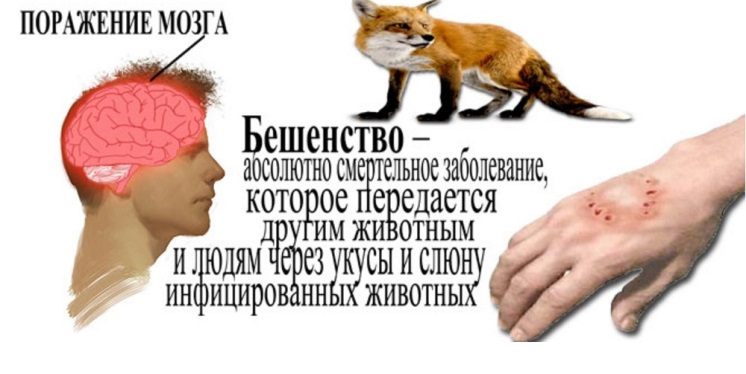 ПОРАЖЕНИЕ МОЗГА
Бешенство –
абсолютно смертельное заболевание,
которое передается
другим животным
и людям через укусы и слюну
инфицированных животных